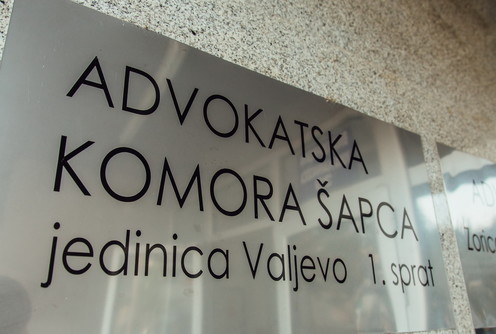 ADVOKATSKA
KOMORA ŠAPCA
jedinica Valjevo 1. sprat